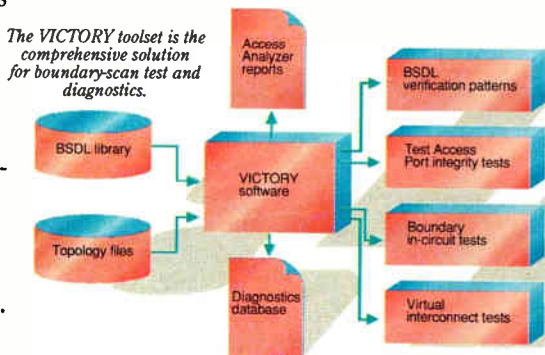 s
The VICTORY toolset is the
comprehensive solution
for boundary-scan test and
diagnostics.
Access
Analyzer
reports
BSDL
verification patterns
BSDL library
Test Access
Port integrity tests
VICTORY
software
Topology files
Boundary
in-circuit tests
Diagnostics
database
Virtual
interconnect tests